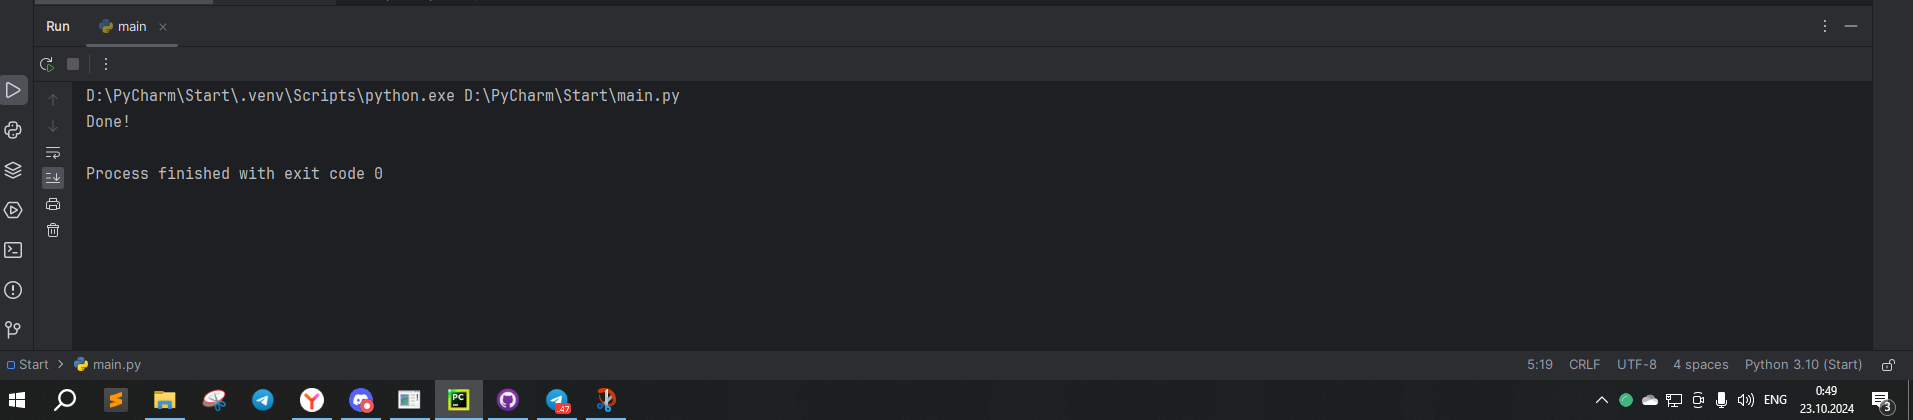 Run main
D:\PyCharm\Start\.venv\Scripts\python.exe D:\PyCharm\Start\main.py
Done!
Process finished with exit code 0
Start > main.py 5:19 CRLF UTF-8 4 spaces Python 3.10 (Start)
PC
47
ENG
0:49
23.10.2024
3